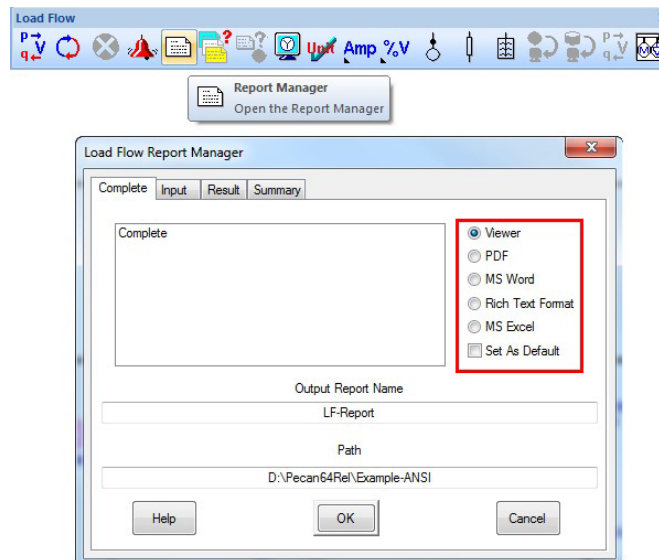 Load Flow
P V q
?
?
Unit Amp %V
P V q
Report Manager
Open the Report Manager
Load Flow Report Manager
Complete Input Result Summary
Complete
Viewer
PDF
MS Word
Rich Text Format
MS Excel
Set As Default
Output Report Name
LF-Report
Path
D:\Pecan64Rel\Example-ANSI
Help OK Cancel